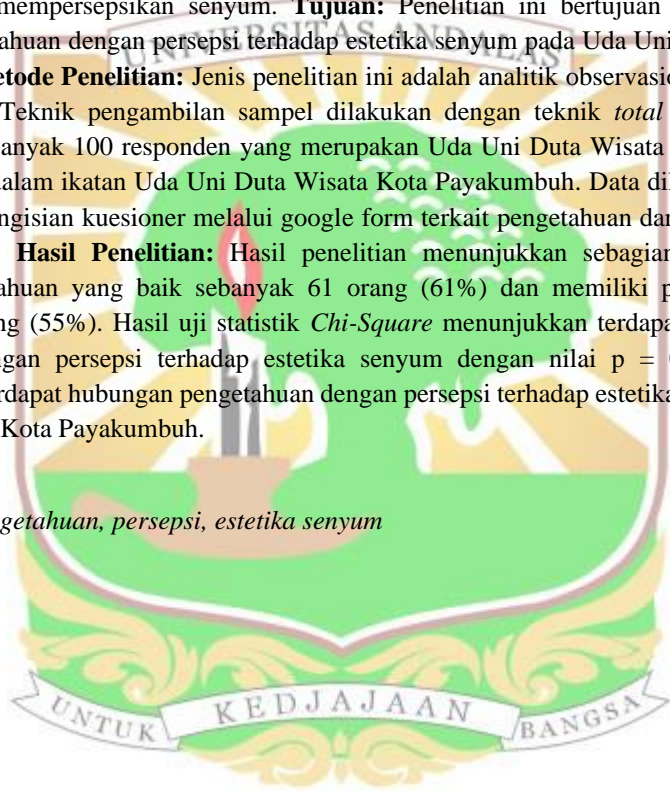 mempersepsikan senyum. Tujuan: Penelitian ini bertujuan
ahuan dengan persepsi terhadap estetika senyum pada Uda Uni
UNIVERSITAS ANDALAS
etode Penelitian: Jenis penelitian ini adalah analitik observasio
Teknik pengambilan sampel dilakukan dengan teknik total
anyak 100 responden yang merupakan Uda Uni Duta Wisata
dalam ikatan Uda Uni Duta Wisata Kota Payakumbuh. Data di
ngisian kuesioner melalui google form terkait pengetahuan dan
Hasil Penelitian: Hasil penelitian menunjukkan sebagian
ahuan yang baik sebanyak 61 orang (61%) dan memiliki p
ng (55%). Hasil uji statistik Chi-Square menunjukkan terdapa
ngan persepsi terhadap estetika senyum dengan nilai p =
rdapat hubungan pengetahuan dengan persepsi terhadap estetika
Kota Payakumbuh.
getahuan, persepsi, estetika senyum
UNTUK KEDJAJAAN BANGSA